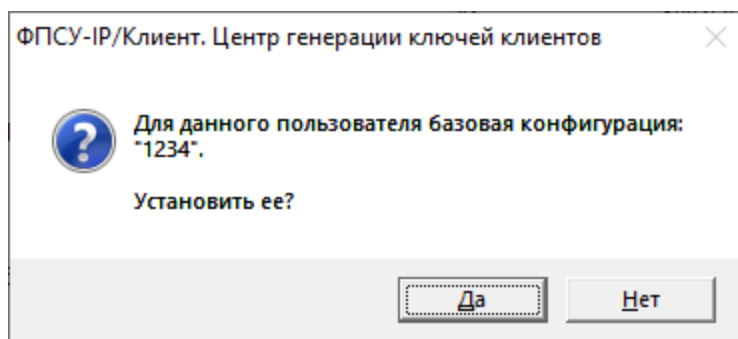 ФПСУ-IP/Клиент. Центр генерации ключей клиентов
Для данного пользователя базовая конфигурация:
"1234".
Установить ее?
Да
Нет